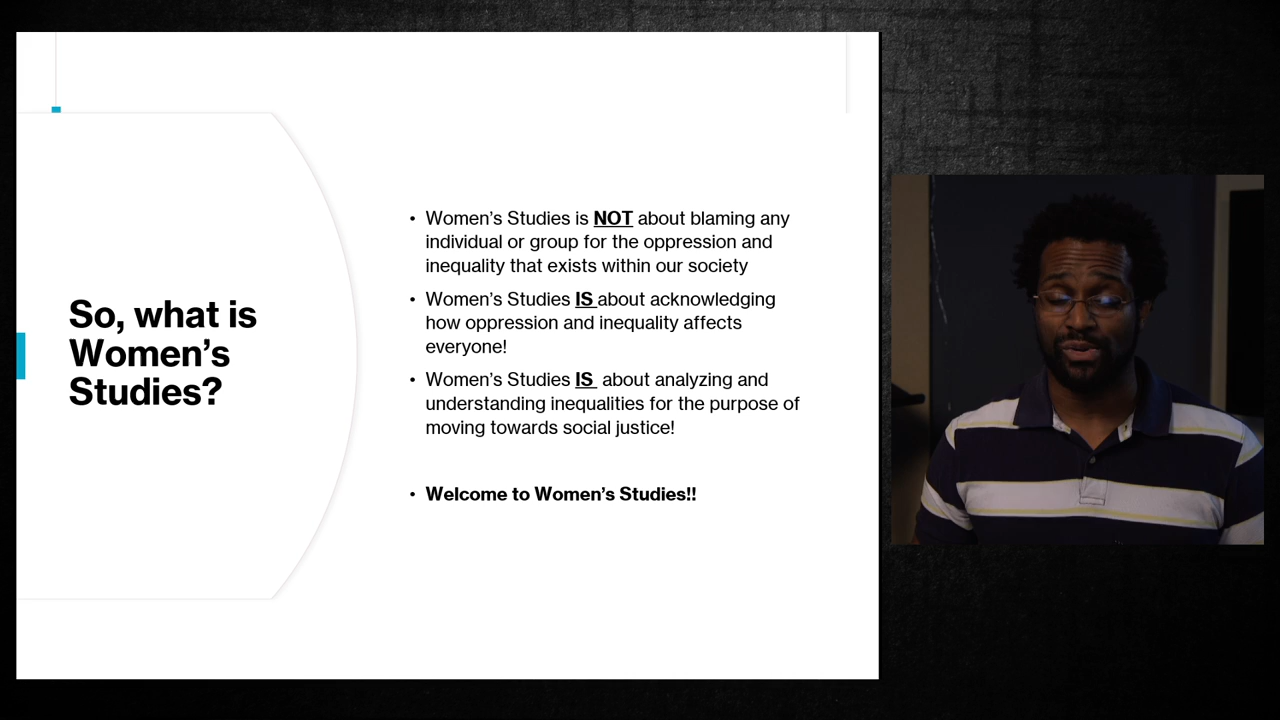 So, what is
Women’s
Studies?
• Women’s Studies is NOT about blaming any
individual or group for the oppression and
inequality that exists within our society
• Women’s Studies IS about acknowledging
how oppression and inequality affects
everyone!
• Women’s Studies IS  about analyzing and
understanding inequalities for the purpose of
moving towards social justice!
• Welcome to Women’s Studies!!